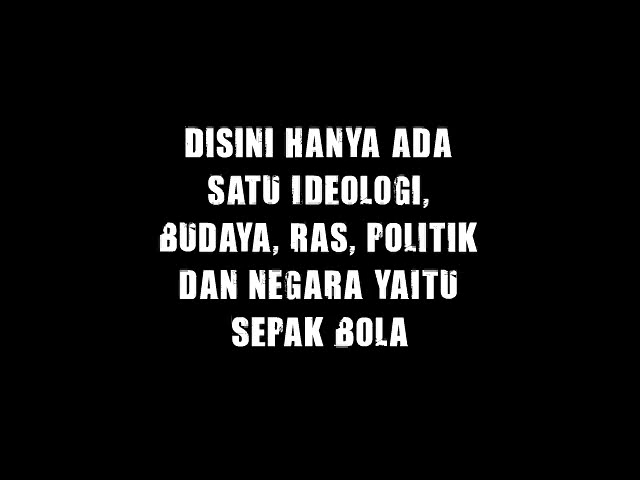 DISINI HANYA ADA
SATU IDEOLOGI,
BUDAYA, RAS, POLITIK
DAN NEGARA YAITU
SEPAK BOLA